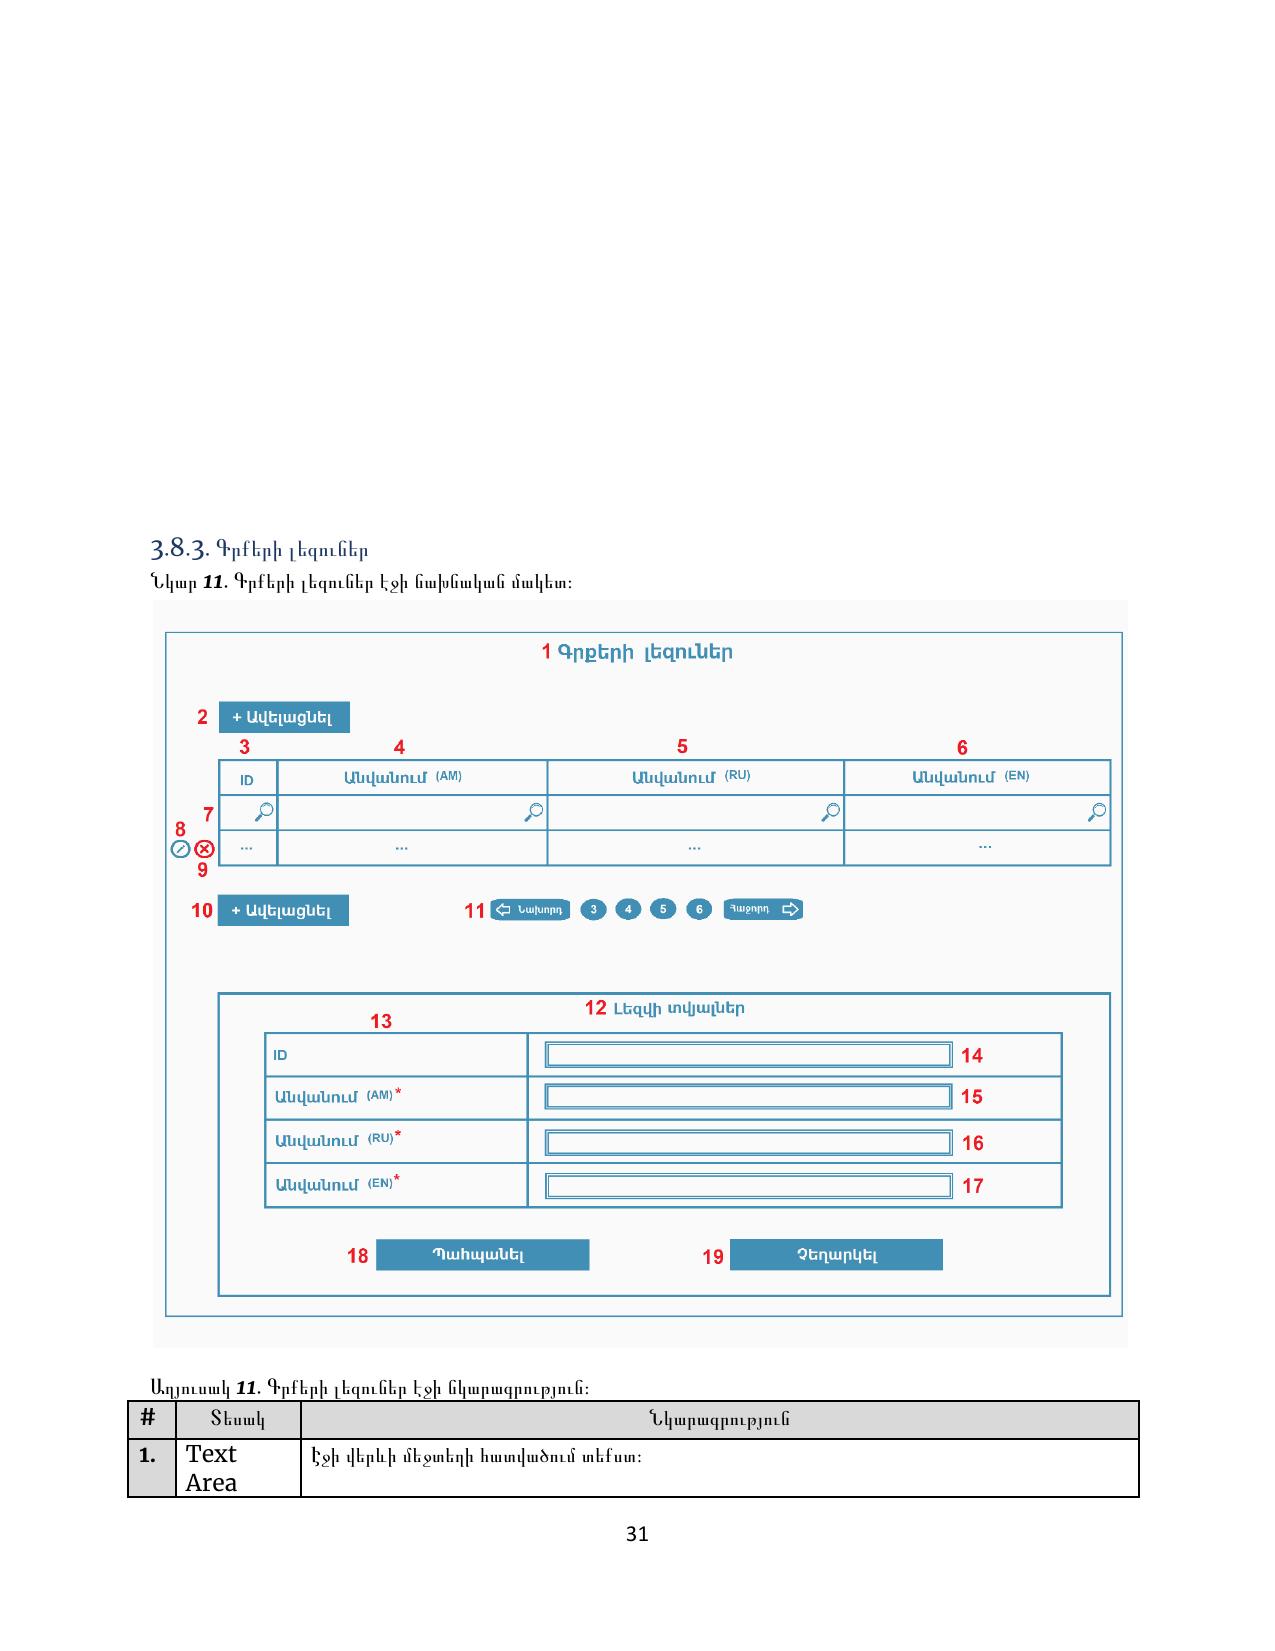 3.8.3. Գրքերի լեզուներ
Նկար 11. Գրքերի լեզուներ էջի նախնական մակետ:
1 Գրքերի լեզուներ
2 + Ավելացնել
3 4 5 6
ID Անվանում (AM) Անվանում (RU) Անվանում (EN)
7
8
... ... ... ...
9
10 + Ավելացնել 11 Նախորդ 3 4 5 6 Հաջորդ
12 Լեզվի տվյալներ
13
ID 14
Անվանում (AM)* 15
Անվանում (RU)* 16
Անվանում (EN)* 17
18 Պահպանել 19 Չեղարկել
Աղյուսակ 11. Գրքերի լեզուներ էջի նկարագրություն:
# Տեսակ Նկարագրություն
1. Text Էջի վերևի մեջտեղի հատվածում տեքստ:
Area
31